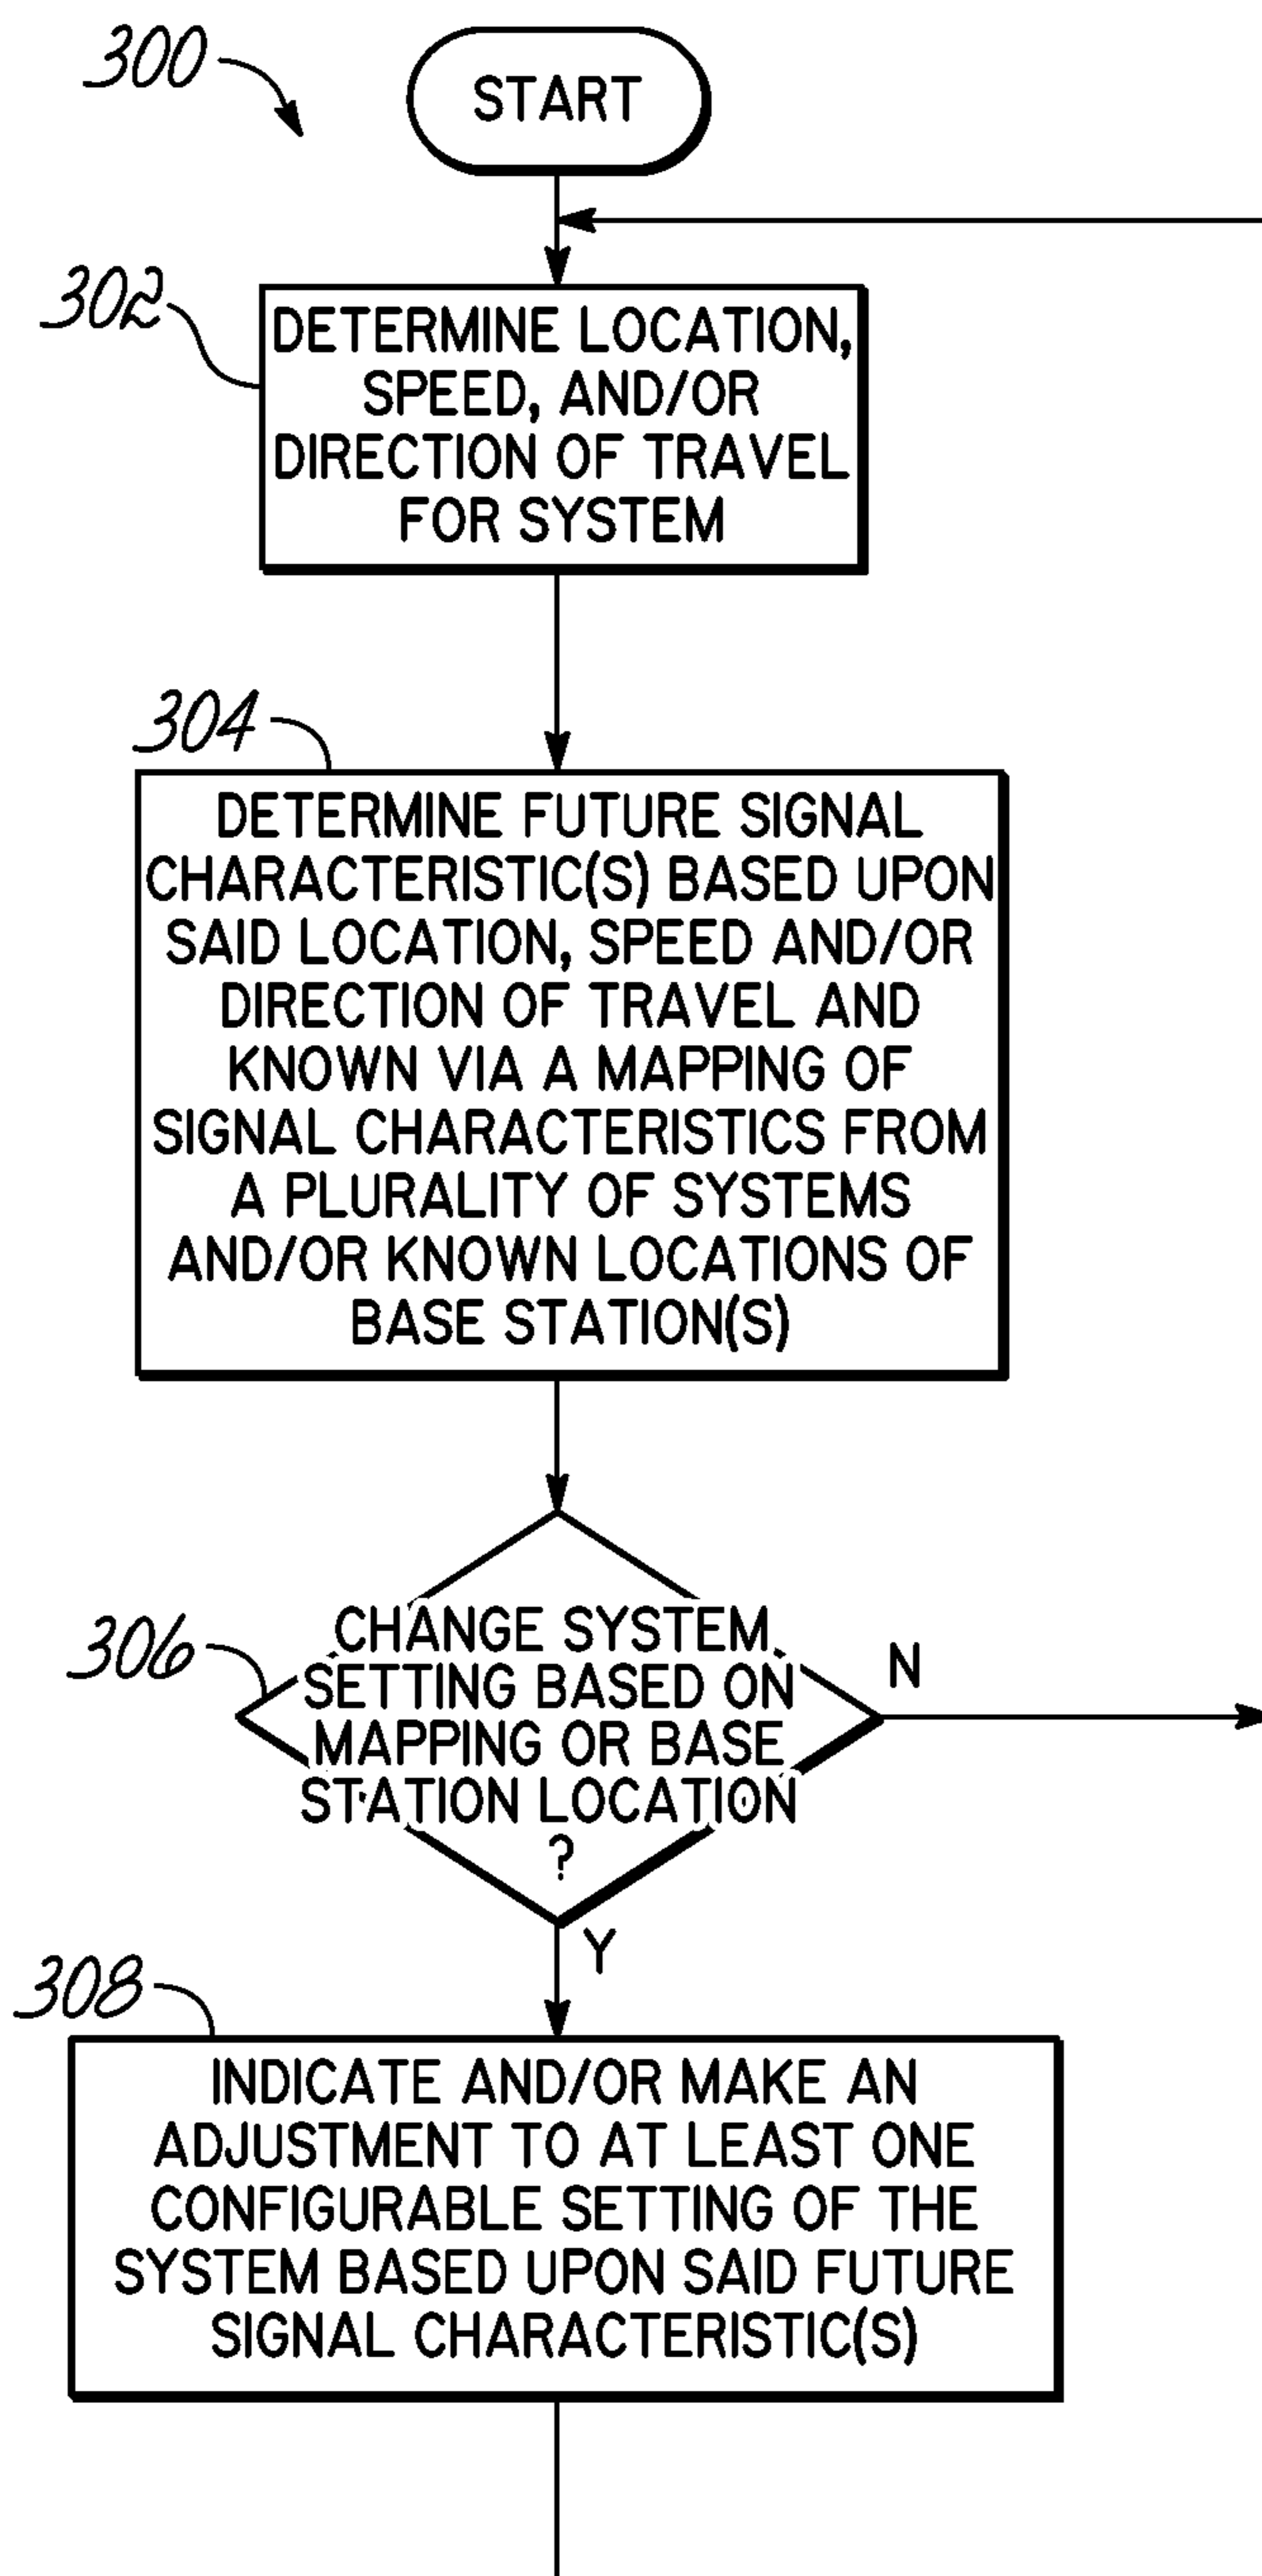 300
START
302
DETERMINE LOCATION,
SPEED, AND/OR
DIRECTION OF TRAVEL
FOR SYSTEM
304
DETERMINE FUTURE SIGNAL
CHARACTERISTIC(S) BASED UPON
SAID LOCATION, SPEED AND/OR
DIRECTION OF TRAVEL AND
KNOWN VIA A MAPPING OF
SIGNAL CHARACTERISTICS FROM
A PLURALITY OF SYSTEMS
AND/OR KNOWN LOCATIONS OF
BASE STATION(S)
306
CHANGE SYSTEM
SETTING BASED ON
MAPPING OR BASE
STATION LOCATION
?
N
Y
308
INDICATE AND/OR MAKE AN
ADJUSTMENT TO AT LEAST ONE
CONFIGURABLE SETTING OF THE
SYSTEM BASED UPON SAID FUTURE
SIGNAL CHARACTERISTIC(S)